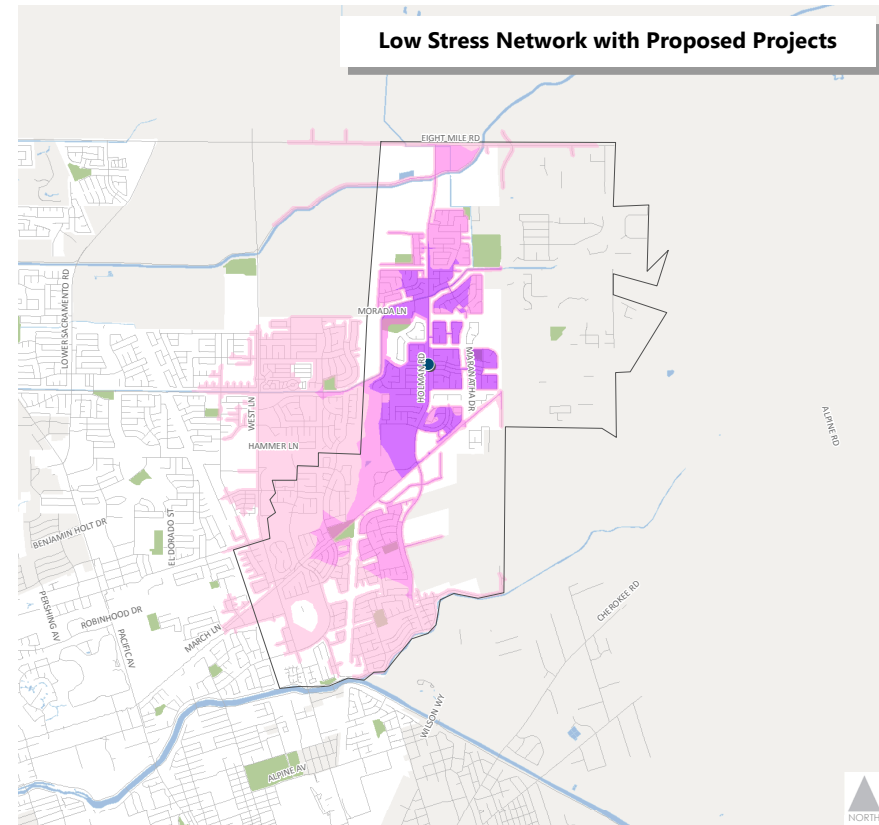 Low Stress Network with Proposed Projects
EIGHT MILE RD
LOWER SACRAMENTO RD
MORADA LN
HOLMAN RD
MARANATHA DR
WEST LN
HAMMER LN
ALPINE RD
BENJAMIN HOLT DR
EL DORADO ST
PERSHING AV
ROBINHOOD DR
PACIFIC AV
MARCH LN
CHEROKEE RD
WILSON WY
ALPINE AV
NORTH